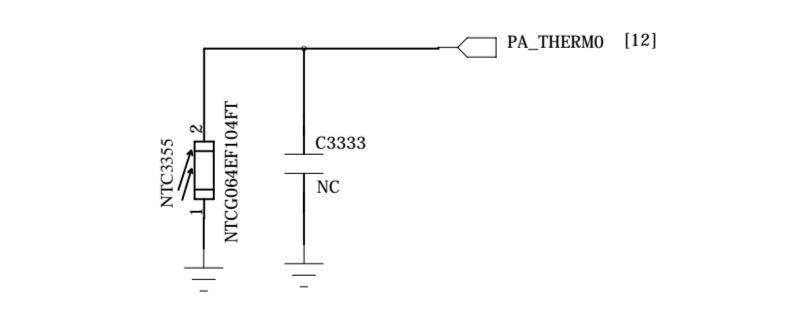 PA_THERMO [12]
C3333
NC
NTC3355
2
1
NTCG064EF104FT